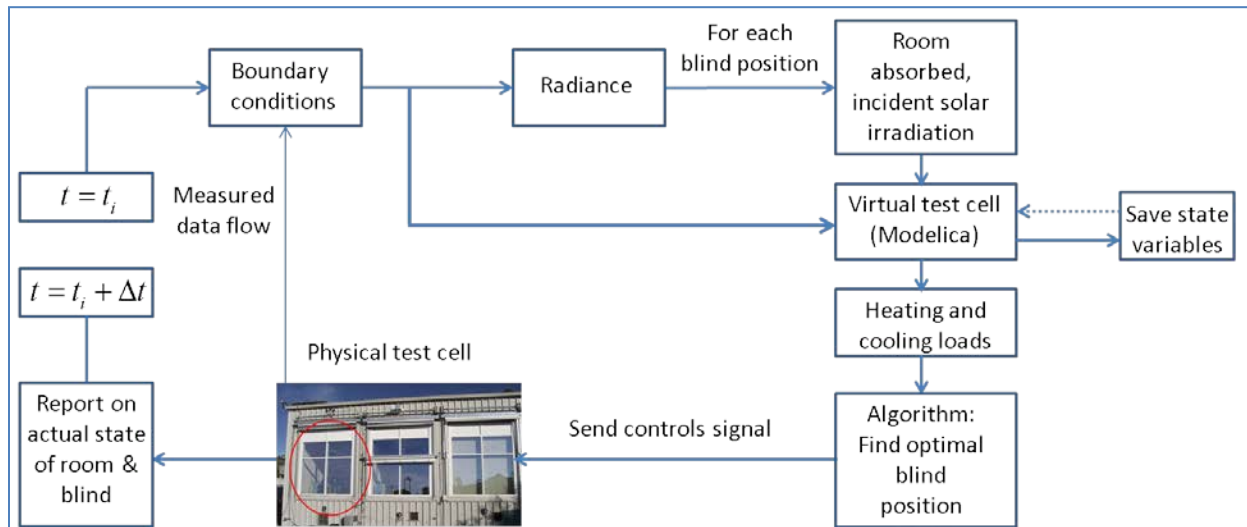 Boundary
conditions
Radiance
For each
blind position
Room
absorbed,
incident solar
irradiation
t = t_i
Measured
data flow
Virtual test cell
(Modelica)
Save state
variables
t = t_i + Δt
Heating and
cooling loads
Physical test cell
Report on
actual state
of room &
blind
Send controls signal
Algorithm:
Find optimal
blind
position